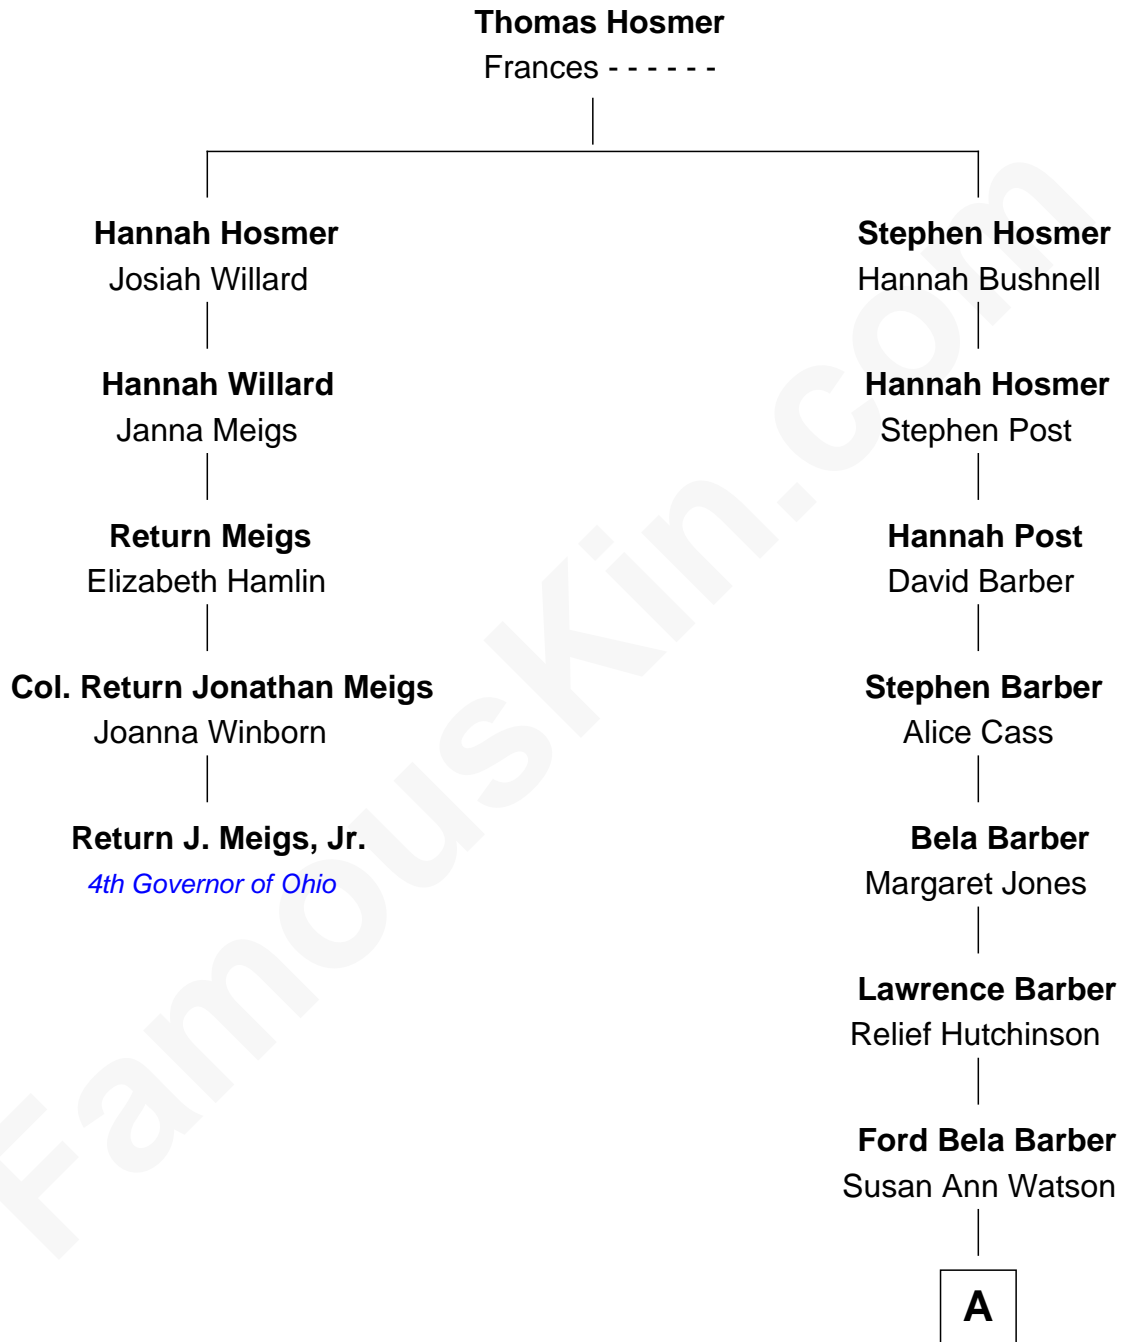 Thomas Hosmer
Frances - - - - - -
Hannah Hosmer
Josiah Willard
Stephen Hosmer
Hannah Bushnell
Hannah Willard
Janna Meigs
Hannah Hosmer
Stephen Post
Return Meigs
Elizabeth Hamlin
Hannah Post
David Barber
Col. Return Jonathan Meigs
Joanna Winborn
Stephen Barber
Alice Cass
Return J. Meigs, Jr.
4th Governor of Ohio
Bela Barber
Margaret Jones
Lawrence Barber
Relief Hutchinson
Ford Bela Barber
Susan Ann Watson
A
FamousKin.com